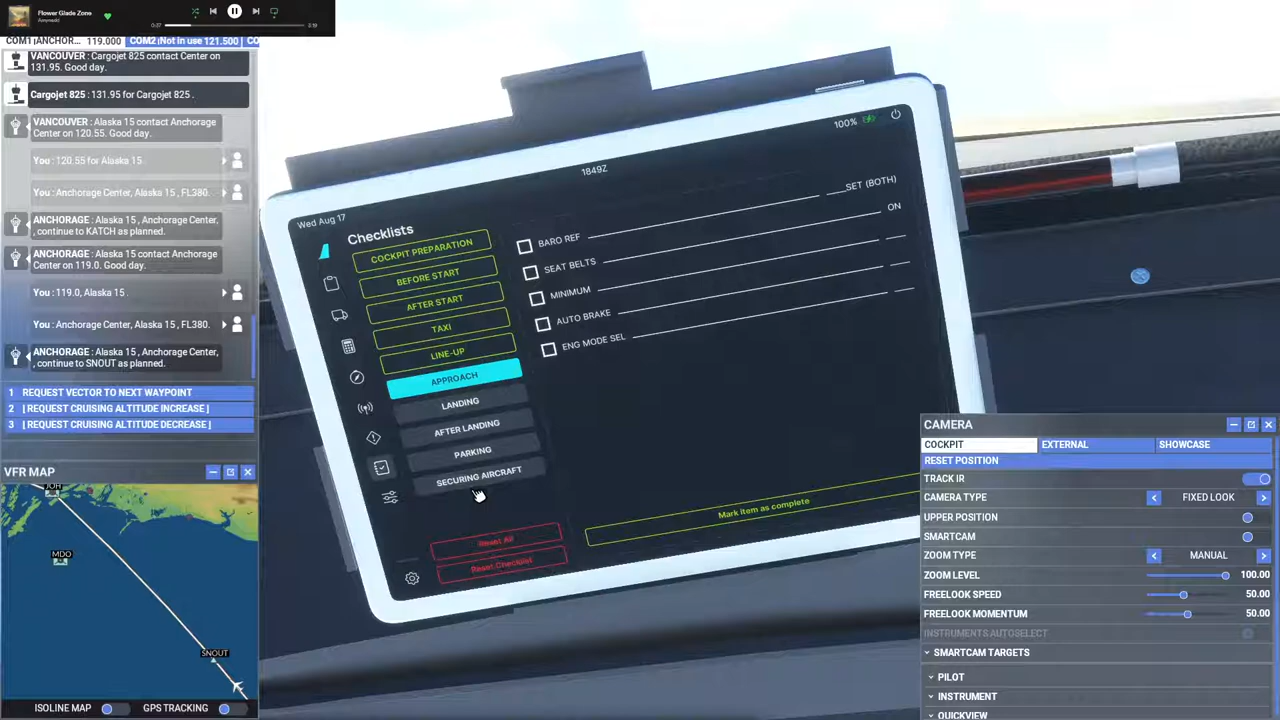 Flower Glade Zone
0:37
3:19
COM1 (ANCHOR... 119.000
COM2 (Not in use 121.500
VANCOUVER : Cargojet 825 contact Center on
131.95. Good day.
Cargojet 825 : 131.95 for Cargojet 825 .
VANCOUVER : Alaska 15 contact Anchorage
Center on 120.55. Good day.
You : 120.55 for Alaska 15 .
You : Anchorage Center, Alaska 15 , FL380.
ANCHORAGE : Alaska 15 , Anchorage Center,
, continue to KATCH as planned.
ANCHORAGE : Alaska 15 contact Anchorage
Center on 119.0. Good day.
You : 119.0, Alaska 15 .
You : Anchorage Center, Alaska 15 , FL380.
ANCHORAGE : Alaska 15 , Anchorage Center,
, continue to SNOUT as planned.
1 REQUEST VECTOR TO NEXT WAYPOINT
2 [ REQUEST CRUISING ALTITUDE INCREASE ]
3 [ REQUEST CRUISING ALTITUDE DECREASE ]
VFR MAP
JOH
MDO
SNOUT
ISOLINE MAP
GPS TRACKING
Wed Aug 17
1849Z
100%
Checklists
COCKPIT PREPARATION
BEFORE START
AFTER START
TAXI
LINE-UP
APPROACH
LANDING
AFTER LANDING
PARKING
SECURING AIRCRAFT
Reset All
Reset Checklist
BARO REF ___SET (BOTH)
SEAT BELTS ON
MINIMUM ___
AUTO BRAKE ___
ENG MODE SEL ___
Mark item as complete
CAMERA
COCKPIT
EXTERNAL
SHOWCASE
RESET POSITION
TRACK IR
CAMERA TYPE FIXED LOOK
UPPER POSITION
SMARTCAM
ZOOM TYPE MANUAL
ZOOM LEVEL 100.00
FREELOOK SPEED 50.00
FREELOOK MOMENTUM 50.00
INSTRUMENTS AUTOSELECT
SMARTCAM TARGETS
PILOT
INSTRUMENT
QUICKVIEW